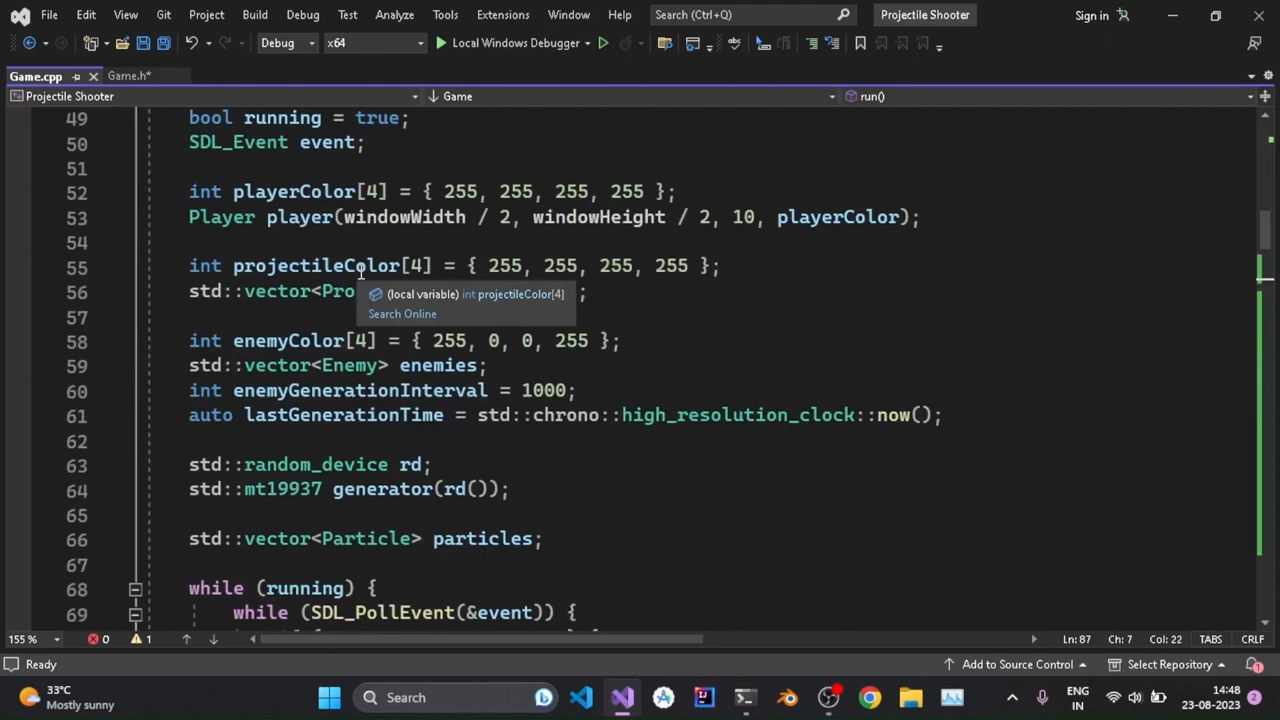 File Edit View Git Project Build Debug Test Analyze Tools Extensions Window Help Search (Ctrl+Q) Projectile Shooter Sign in
Debug x64 Local Windows Debugger
Game.cpp Game.h*
Projectile Shooter Game run()
49 bool running = true;
50 SDL_Event event;
51
52 int playerColor[4] = { 255, 255, 255, 255 };
53 Player player(windowWidth / 2, windowHeight / 2, 10, playerColor);
54
55 int projectileColor[4] = { 255, 255, 255, 255 };
56 std::vector<Pro ;
(local variable) int projectileColor[4]
Search Online
57
58 int enemyColor[4] = { 255, 0, 0, 255 };
59 std::vector<Enemy> enemies;
60 int enemyGenerationInterval = 1000;
61 auto lastGenerationTime = std::chrono::high_resolution_clock::now();
62
63 std::random_device rd;
64 std::mt19937 generator(rd());
65
66 std::vector<Particle> particles;
67
68 while (running) {
69 while (SDL_PollEvent(&event)) {
155 % 0 1 Ln: 87 Ch: 7 Col: 22 TABS CRLF
Ready Add to Source Control Select Repository 2
33°C
Mostly sunny
Search
ENG
IN
14:48
23-08-2023
2